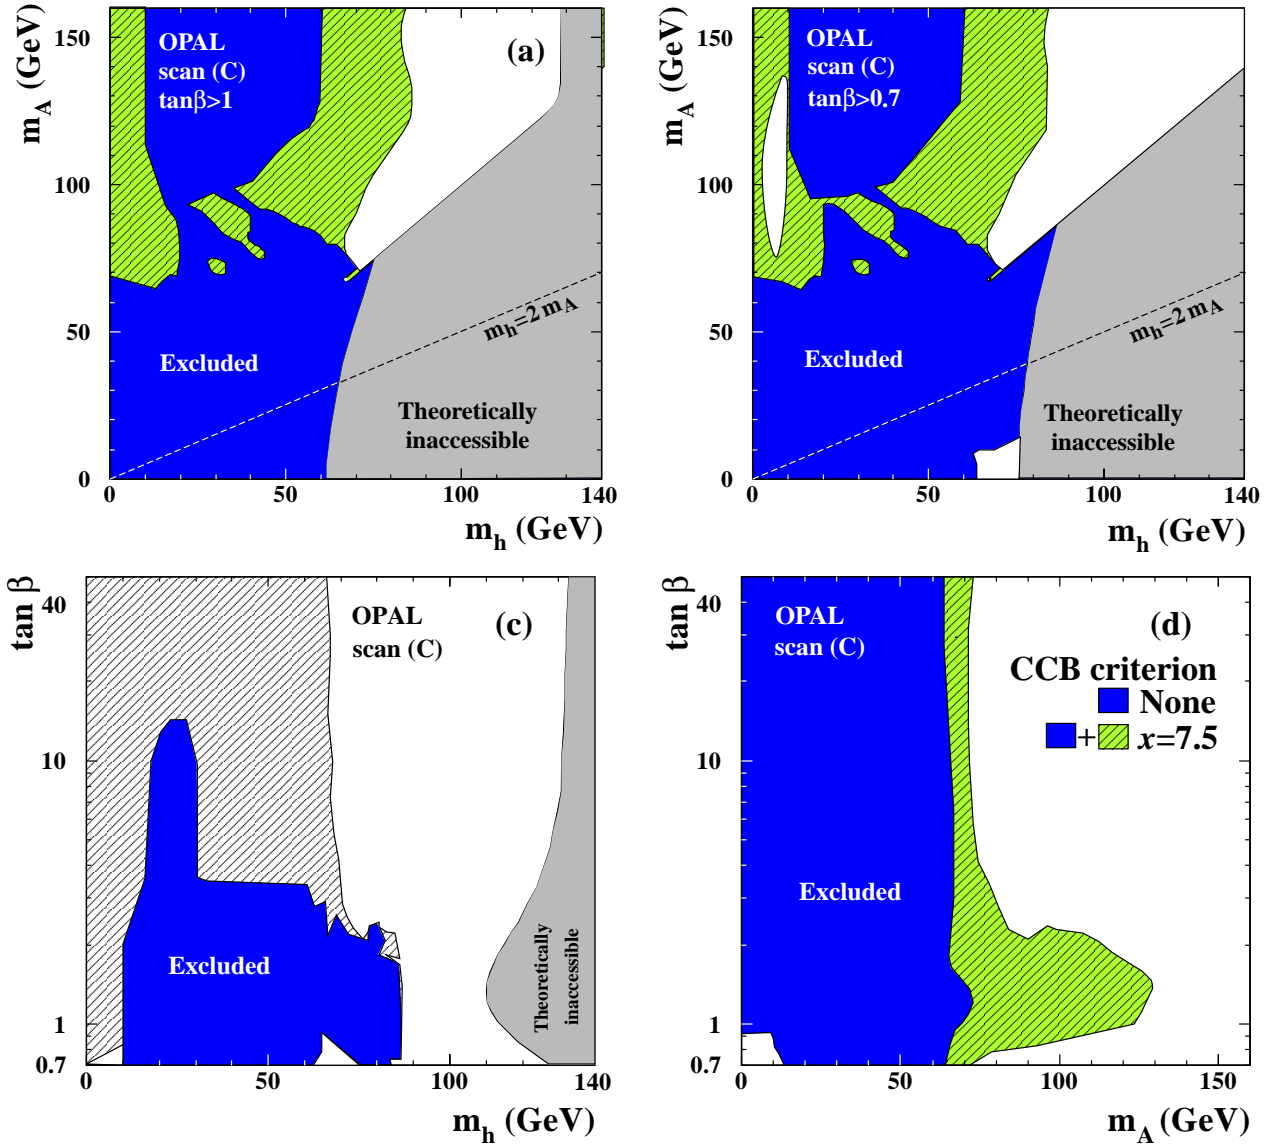 m_A (GeV)
150
100
50
0
OPAL
scan (C)
tanβ>1
(a)
Excluded
m_h=2m_A
Theoretically
inaccessible
0 50 100 140
m_h (GeV)
m_A (GeV)
150
100
50
0
OPAL
scan (C)
tanβ>0.7
Excluded
m_h=2m_A
Theoretically
inaccessible
0 50 100 140
m_h (GeV)
tan β
40
10
1
0.7
OPAL
scan (C)
(c)
Excluded
Theoretically
inaccessible
0 50 100 140
m_h (GeV)
tan β
40
10
1
0.7
OPAL
scan (C)
(d)
CCB criterion
None
+ x=7.5
Excluded
0 50 100 150
m_A (GeV)